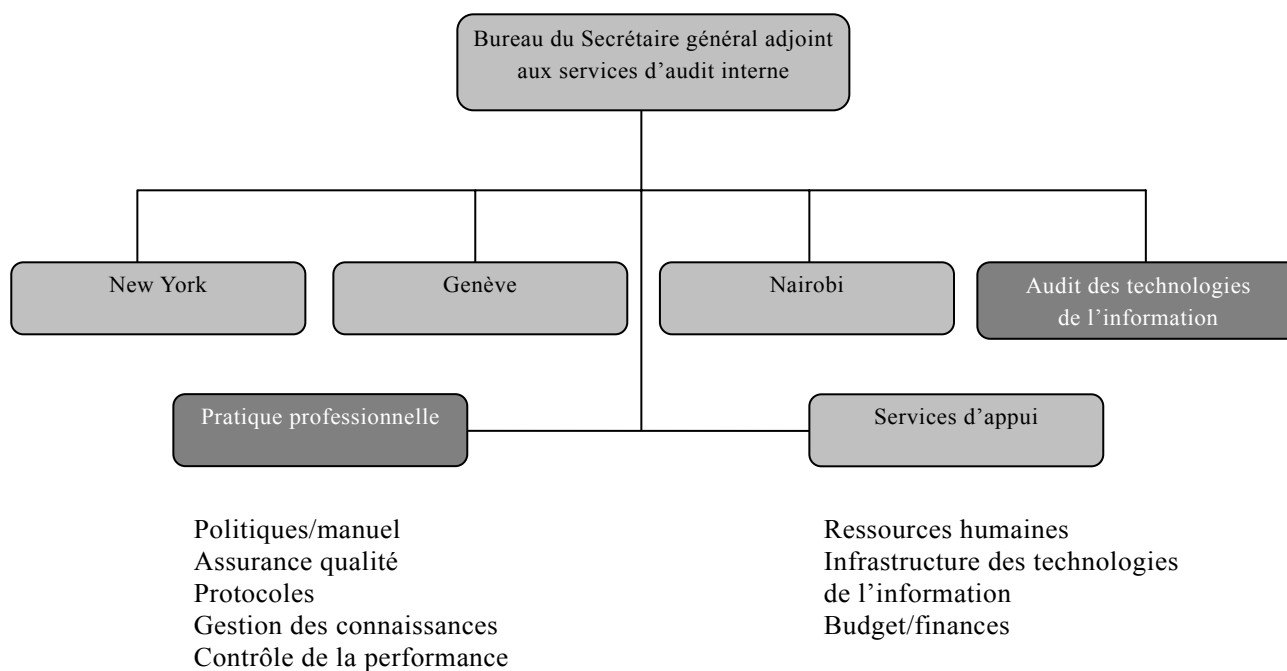 Bureau du Secrétaire général adjoint
aux services d’audit interne
New York
Genève
Nairobi
Audit des technologies
de l’information
Pratique professionnelle
Services d’appui
Politiques/manuel
Assurance qualité
Protocoles
Gestion des connaissances
Contrôle de la performance
Ressources humaines
Infrastructure des technologies
de l’information
Budget/finances